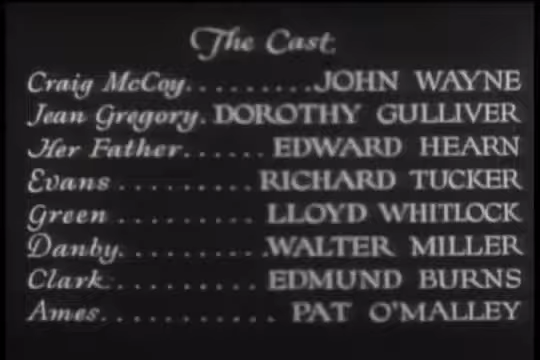 The Cast
Craig McCoy.........JOHN WAYNE
Jean Gregory.DOROTHY GULLIVER
Her Father......EDWARD HEARN
Evans..........RICHARD TUCKER
Green..........LLOYD WHITLOCK
Danby..........WALTER MILLER
Clark...........EDMUND BURNS
Ames............PAT O'MALLEY